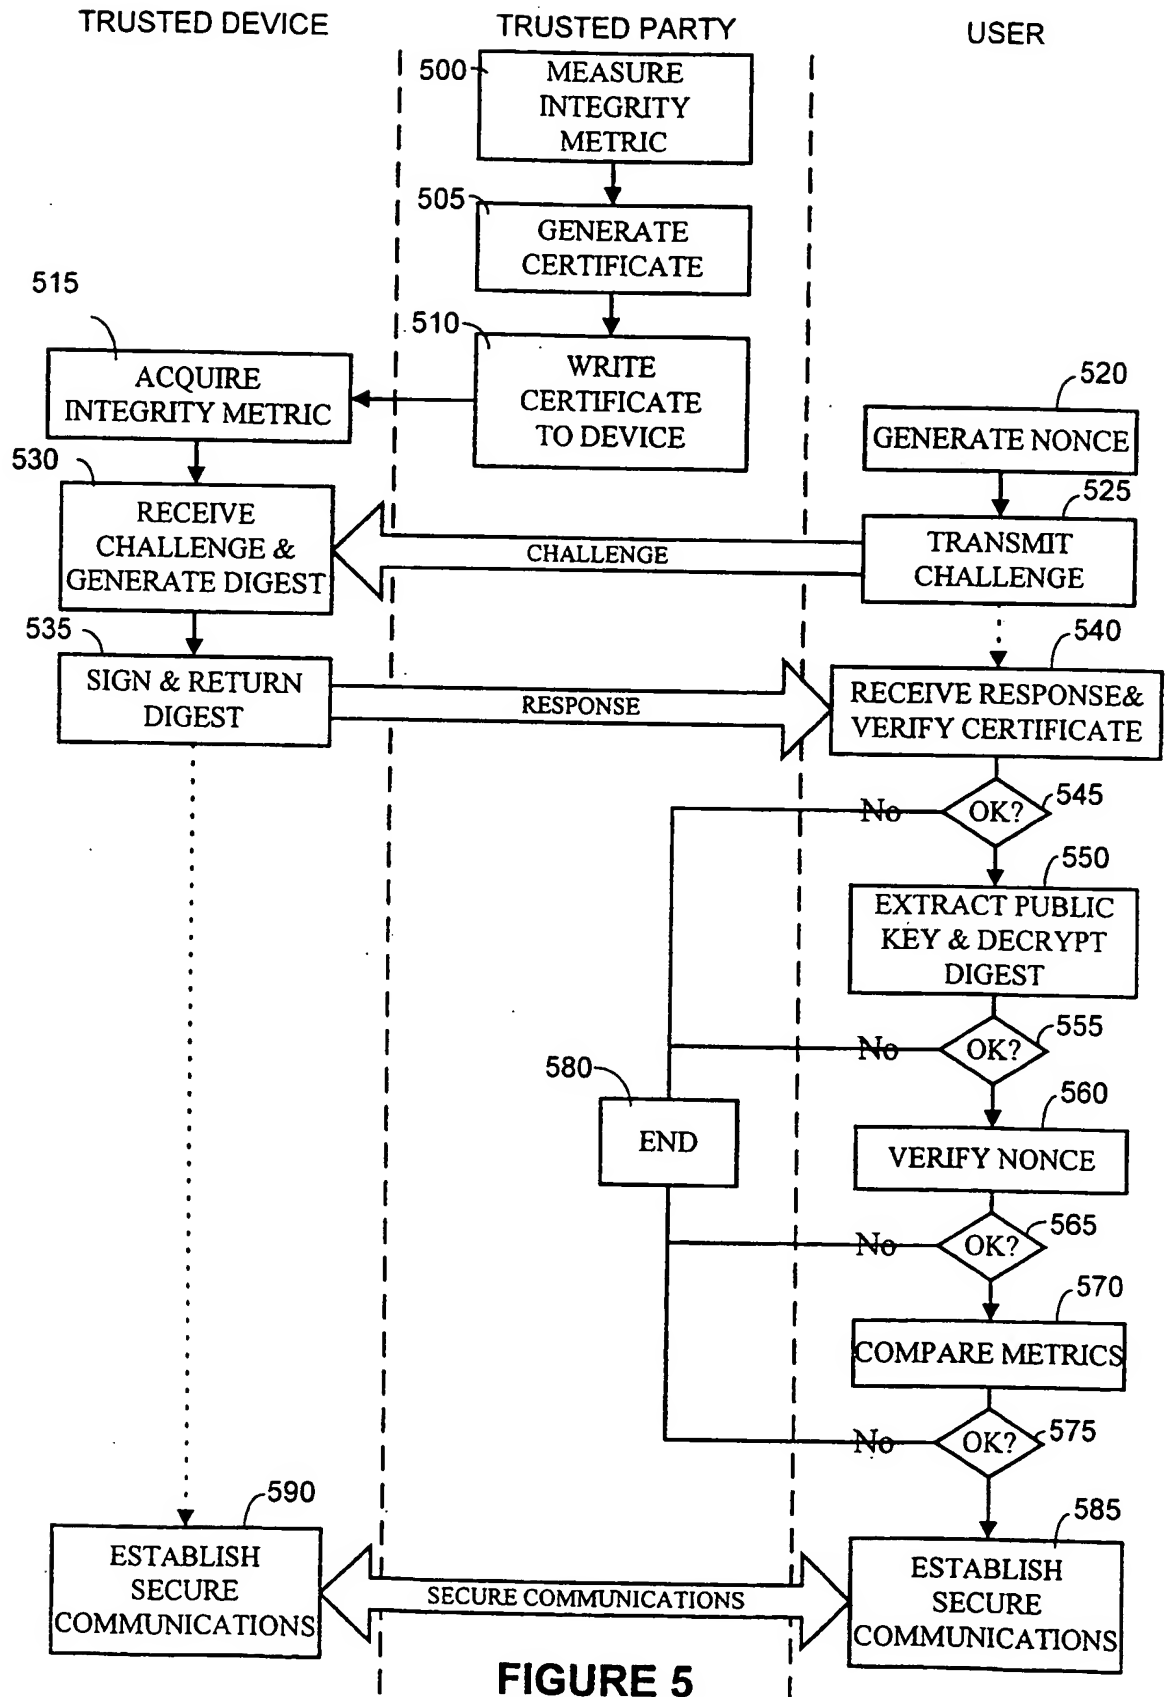 TRUSTED DEVICE
TRUSTED PARTY
USER
500
MEASURE
INTEGRITY
METRIC
505
GENERATE
CERTIFICATE
510
WRITE
CERTIFICATE
TO DEVICE
515
ACQUIRE
INTEGRITY METRIC
520
GENERATE NONCE
525
TRANSMIT
CHALLENGE
CHALLENGE
530
RECEIVE
CHALLENGE &
GENERATE DIGEST
535
SIGN & RETURN
DIGEST
RESPONSE
540
RECEIVE RESPONSE&
VERIFY CERTIFICATE
545
OK?
No
550
EXTRACT PUBLIC
KEY & DECRYPT
DIGEST
555
OK?
No
580
END
560
VERIFY NONCE
565
OK?
No
570
COMPARE METRICS
575
OK?
No
590
ESTABLISH
SECURE
COMMUNICATIONS
SECURE COMMUNICATIONS
585
ESTABLISH
SECURE
COMMUNICATIONS
FIGURE 5